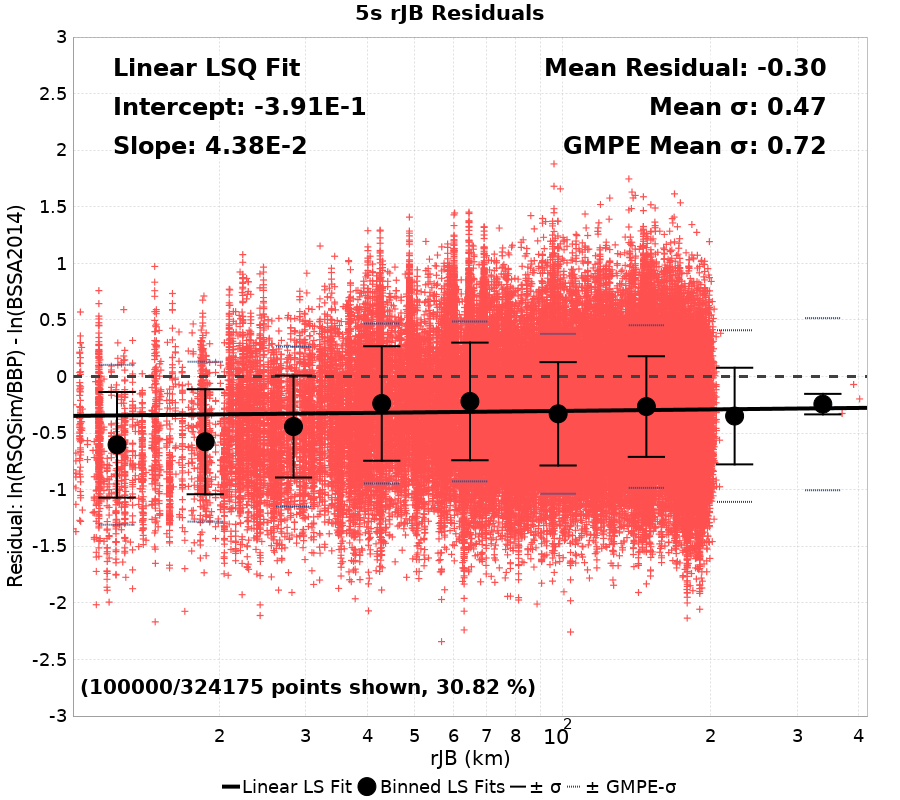 5s rJB Residuals
Linear LSQ Fit
Intercept: -3.91E-1
Slope: 4.38E-2
Mean Residual: -0.30
Mean σ: 0.47
GMPE Mean σ: 0.72
Residual: ln(RSQSim/BBP) - ln(BSSA2014)
3
2.5
2
1.5
1
0.5
0
-0.5
-1
-1.5
-2
-2.5
-3
(100000/324175 points shown, 30.82 %)
2 3 4 5 6 7 8 10² 2 3 4
rJB (km)
Linear LS Fit Binned LS Fits ± σ ± GMPE-σ